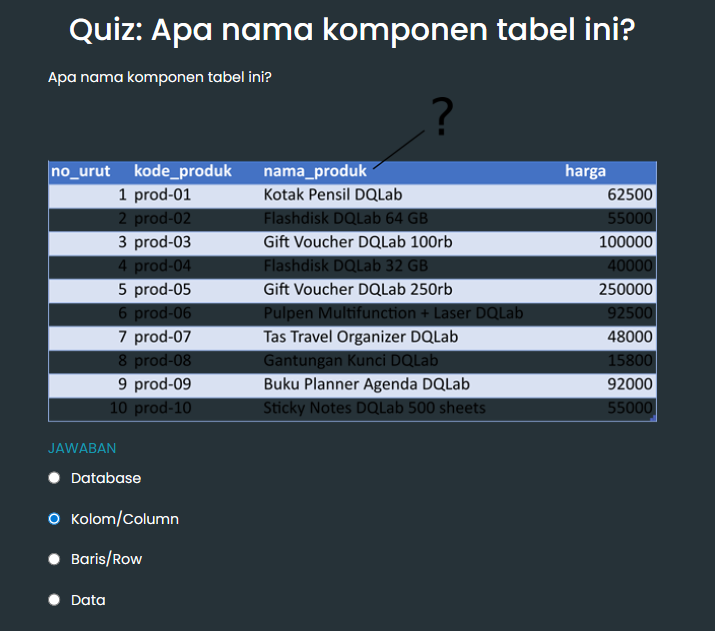 Quiz: Apa nama komponen tabel ini?
Apa nama komponen tabel ini?
?
no_urut kode_produk nama_produk harga
1 prod-01 Kotak Pensil DQLab 62500
2 prod-02 Flashdisk DQLab 64 GB 55000
3 prod-03 Gift Voucher DQLab 100rb 100000
4 prod-04 Flashdisk DQLab 32 GB 40000
5 prod-05 Gift Voucher DQLab 250rb 250000
6 prod-06 Pulpen Multifunction + Laser DQLab 92500
7 prod-07 Tas Travel Organizer DQLab 48000
8 prod-08 Gantungan Kunci DQLab 15800
9 prod-09 Buku Planner Agenda DQLab 92000
10 prod-10 Sticky Notes DQLab 500 sheets 55000
JAWABAN
Database
Kolom/Column
Baris/Row
Data